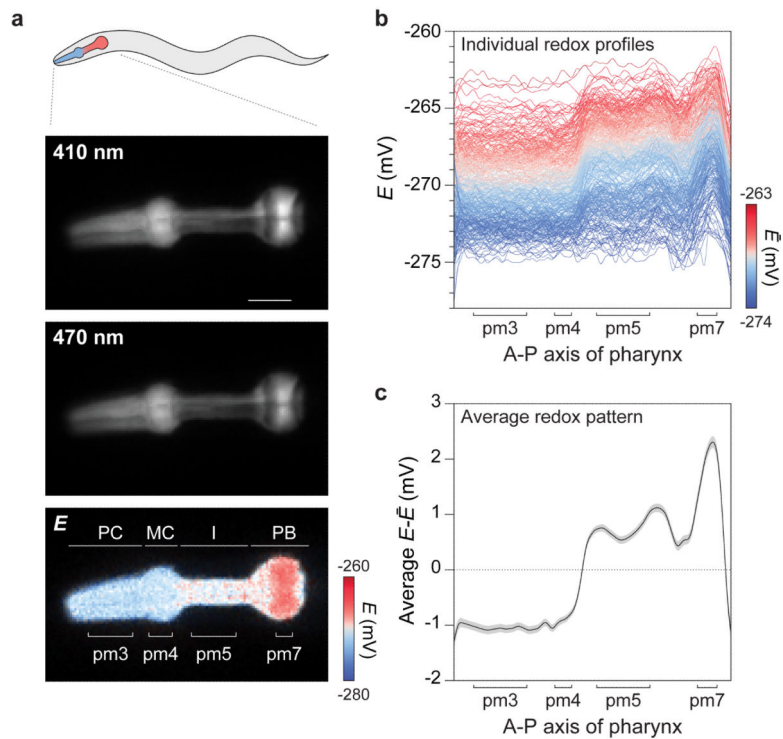 a
410 nm
470 nm
E
PC MC I PB
pm3 pm4 pm5 pm7
-260
E (mV)
-280
b
Individual redox profiles
-260
-265
-270
-275
E (mV)
pm3 pm4 pm5 pm7
A-P axis of pharynx
-263
Ē (mV)
-274
c
Average redox pattern
3
2
1
0
-1
-2
Average E-Ē (mV)
pm3 pm4 pm5 pm7
A-P axis of pharynx